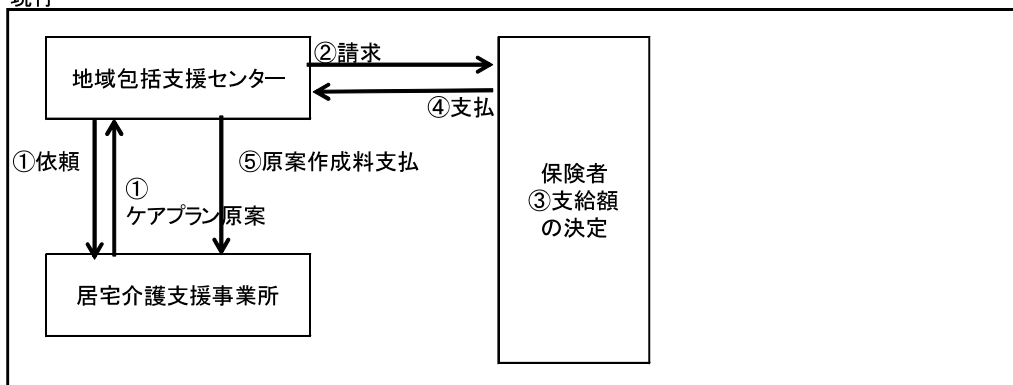 現行
地域包括支援センター
②請求
④支払
①依頼
①
ケアプラン原案
⑤原案作成料支払
保険者
③支給額
の決定
居宅介護支援事業所